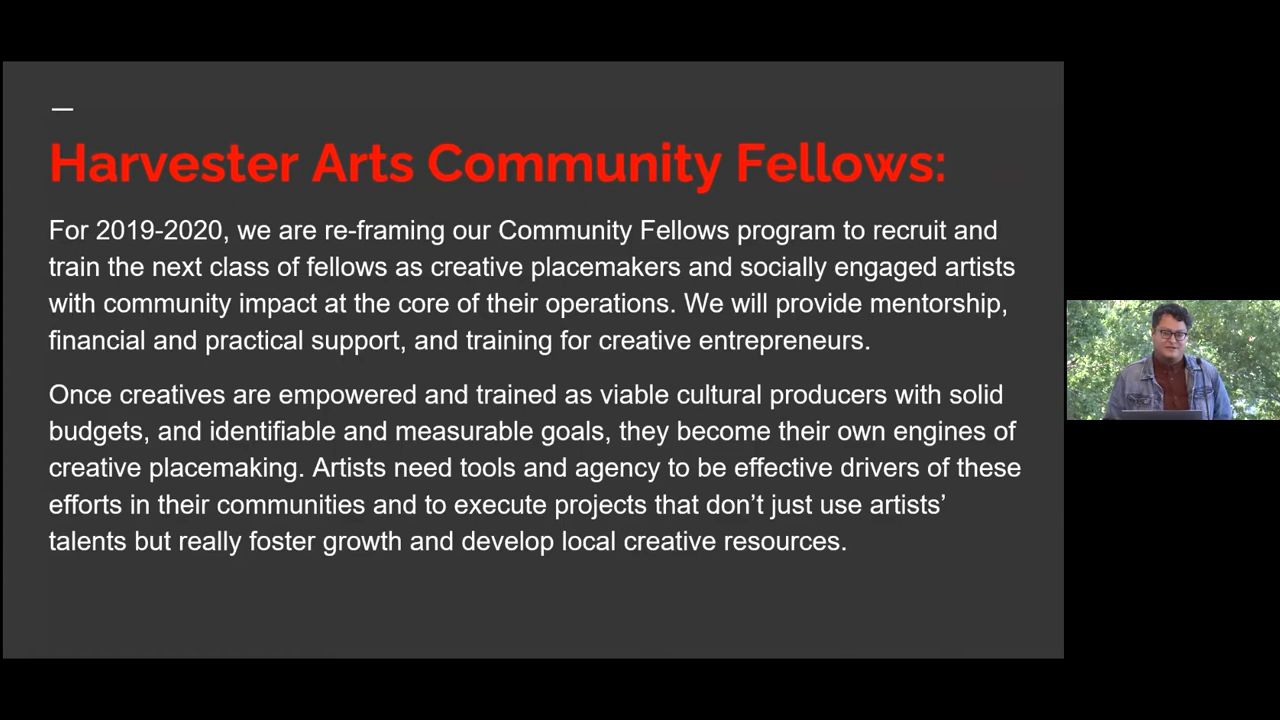 Harvester Arts Community Fellows:
For 2019-2020, we are re-framing our Community Fellows program to recruit and
train the next class of fellows as creative placemakers and socially engaged artists
with community impact at the core of their operations. We will provide mentorship,
financial and practical support, and training for creative entrepreneurs.
Once creatives are empowered and trained as viable cultural producers with solid
budgets, and identifiable and measurable goals, they become their own engines of
creative placemaking. Artists need tools and agency to be effective drivers of these
efforts in their communities and to execute projects that don’t just use artists’
talents but really foster growth and develop local creative resources.